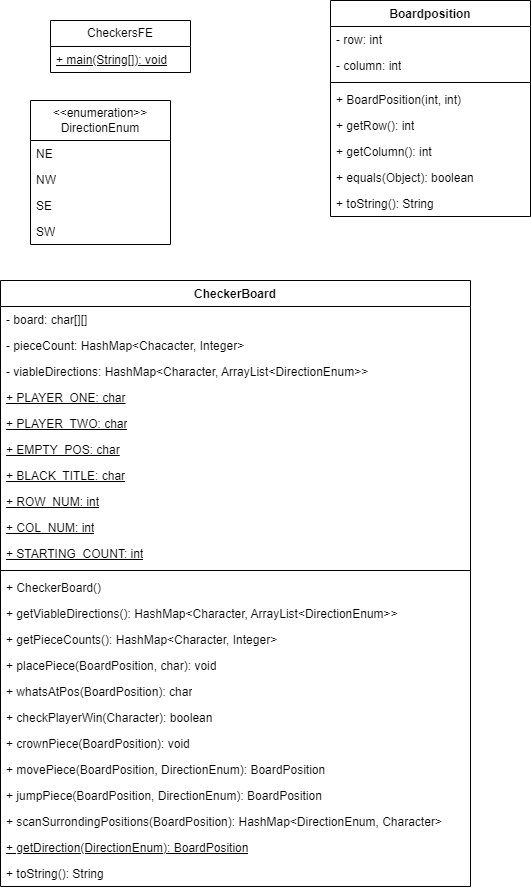 CheckersFE
+ main(String[]): void
<<enumeration>>
DirectionEnum
NE
NW
SE
SW
Boardposition
- row: int
- column: int
+ BoardPosition(int, int)
+ getRow(): int
+ getColumn(): int
+ equals(Object): boolean
+ toString(): String
CheckerBoard
- board: char[][]
- pieceCount: HashMap<Chacacter, Integer>
- viableDirections: HashMap<Character, ArrayList<DirectionEnum>>
+ PLAYER_ONE: char
+ PLAYER_TWO: char
+ EMPTY_POS: char
+ BLACK_TITLE: char
+ ROW_NUM: int
+ COL_NUM: int
+ STARTING_COUNT: int
+ CheckerBoard()
+ getViableDirections(): HashMap<Character, ArrayList<DirectionEnum>>
+ getPieceCounts(): HashMap<Character, Integer>
+ placePiece(BoardPosition, char): void
+ whatsAtPos(BoardPosition): char
+ checkPlayerWin(Character): boolean
+ crownPiece(BoardPosition): void
+ movePiece(BoardPosition, DirectionEnum): BoardPosition
+ jumpPiece(BoardPosition, DirectionEnum): BoardPosition
+ scanSurrondingPositions(BoardPosition): HashMap<DirectionEnum, Character>
+ getDirection(DirectionEnum): BoardPosition
+ toString(): String